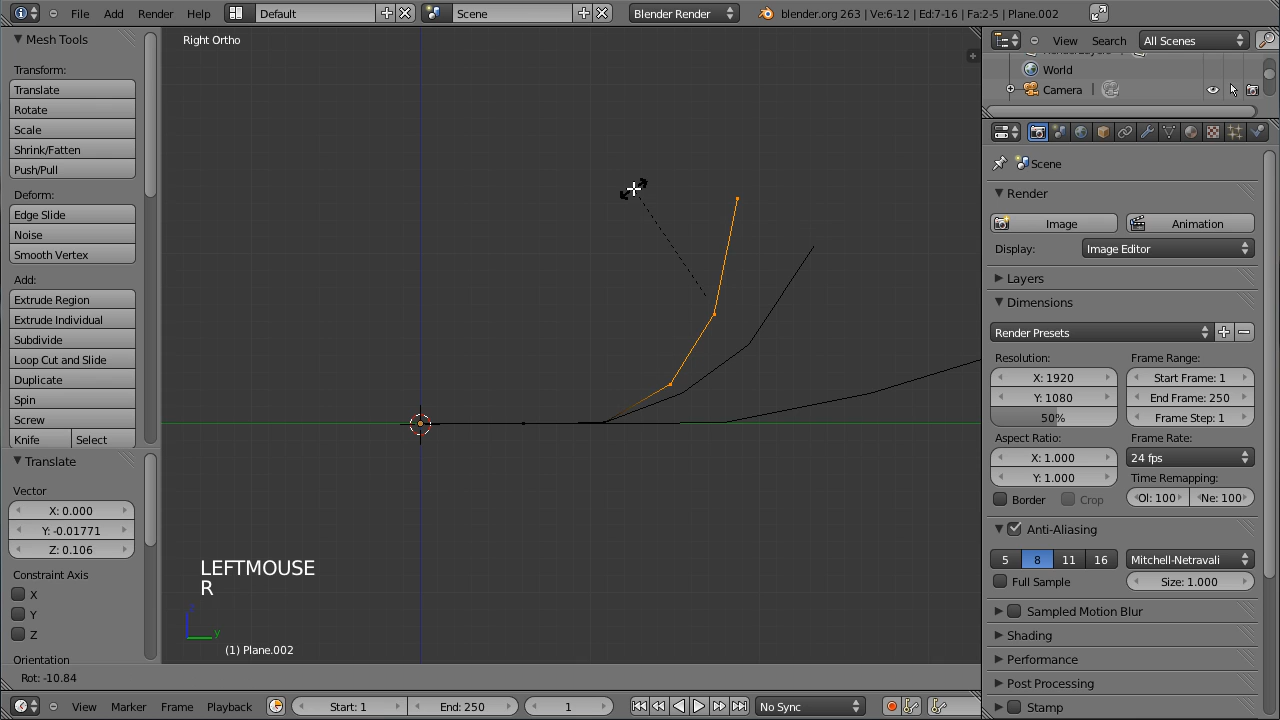 File Add Render Help Default Scene Blender Render blender.org 263 | Ve:6-12 | Ed:7-16 | Fa:2-5 | Plane.002
Mesh Tools
Transform:
Translate
Rotate
Scale
Shrink/Fatten
Push/Pull
Deform:
Edge Slide
Noise
Smooth Vertex
Add:
Extrude Region
Extrude Individual
Subdivide
Loop Cut and Slide
Duplicate
Spin
Screw
Knife Select
Translate
Vector
X: 0.000
Y: -0.01771
Z: 0.106
Constraint Axis
X
Y
Z
Orientation
Right Ortho
LEFTMOUSE
R
y
(1) Plane.002
Rot: -10.84
View Search All Scenes
World
Camera
Scene
Render
Image Animation
Display: Image Editor
Layers
Dimensions
Render Presets
Resolution: Frame Range:
X: 1920 Start Frame: 1
Y: 1080 End Frame: 250
50% Frame Step: 1
Aspect Ratio: Frame Rate:
X: 1.000 24 fps
Y: 1.000 Time Remapping:
Border Crop Ol: 100 Ne: 100
Anti-Aliasing
5 8 11 16 Mitchell-Netravali
Full Sample Size: 1.000
Sampled Motion Blur
Shading
Performance
Post Processing
Stamp
View Marker Frame Playback Start: 1 End: 250 1 No Sync